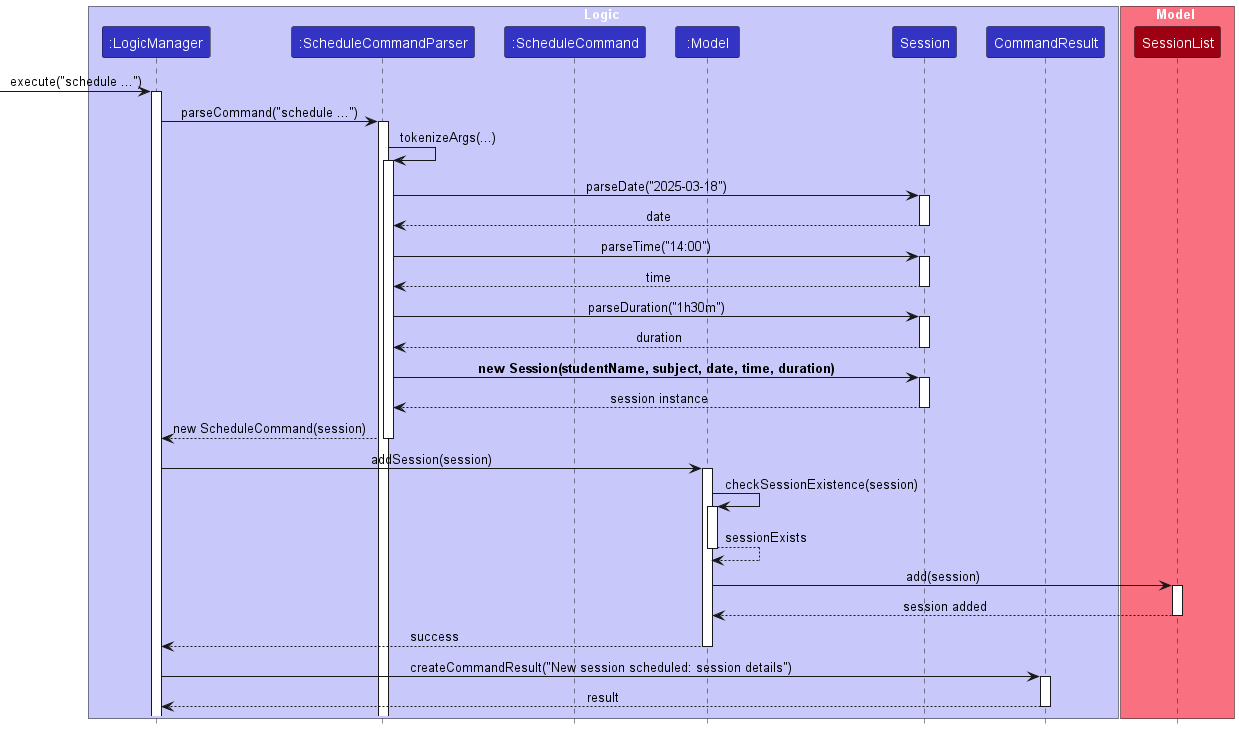 Logic
Model
:LogicManager
:ScheduleCommandParser
:ScheduleCommand
:Model
Session
CommandResult
SessionList
execute("schedule ...")
parseCommand("schedule ...")
tokenizeArgs(...)
parseDate("2025-03-18")
date
parseTime("14:00")
time
parseDuration("1h30m")
duration
new Session(studentName, subject, date, time, duration)
session instance
new ScheduleCommand(session)
addSession(session)
checkSessionExistence(session)
sessionExists
add(session)
session added
success
createCommandResult("New session scheduled: session details")
result